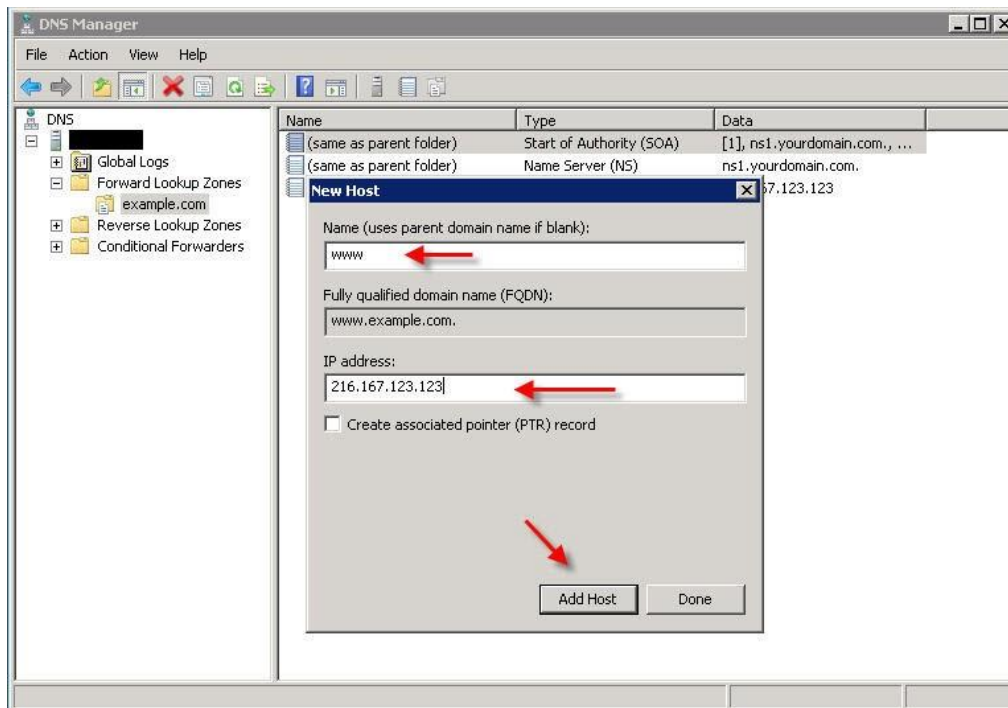 DNS Manager
File Action View Help
DNS
Global Logs
Forward Lookup Zones
example.com
Reverse Lookup Zones
Conditional Forwarders
Name Type Data
(same as parent folder) Start of Authority (SOA) [1], ns1.yourdomain.com., ...
(same as parent folder) Name Server (NS) ns1.yourdomain.com.
67.123.123
New Host
Name (uses parent domain name if blank):
www
Fully qualified domain name (FQDN):
www.example.com.
IP address:
216.167.123.123
Create associated pointer (PTR) record
Add Host Done